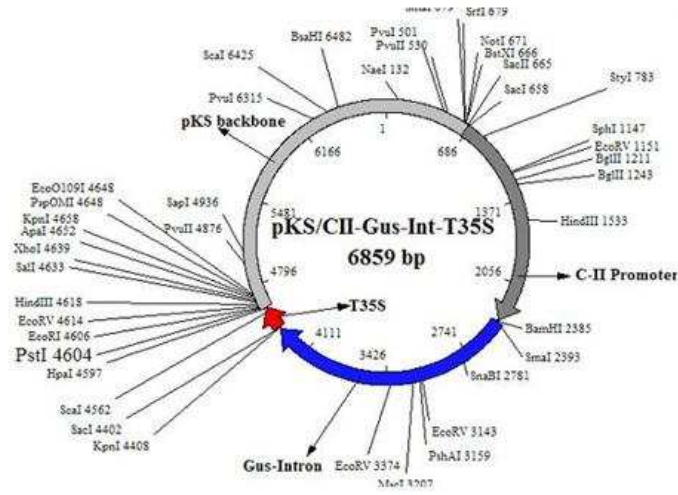 SrfI 679
PvuI 501
PvuII 530
NotI 671
BstXI 666
SacII 665
SacI 658
NaeI 132
BsaHI 6482
ScaI 6425
PvuI 6315
pKS backbone
StyI 783
SphI 1147
EcoRV 1151
BglII 1211
BglII 1243
HindIII 1533
1
686
1371
2056
2741
3426
4111
4796
5481
6166
EcoO109I 4648
PspOMI 4648
KpnI 4658
ApaI 4652
XhoI 4639
SalI 4633
SapI 4936
PvuII 4876
pKS/CII-Gus-Int-T35S
6859 bp
C-II Promoter
T35S
HindIII 4618
EcoRV 4614
EcoRI 4606
PstI 4604
HpaI 4597
ScaI 4562
SacI 4402
KpnI 4408
BamHI 2385
SmaI 2393
SnaBI 2781
EcoRV 3143
PshAI 3159
EcoRV 3374
Gus-Intron